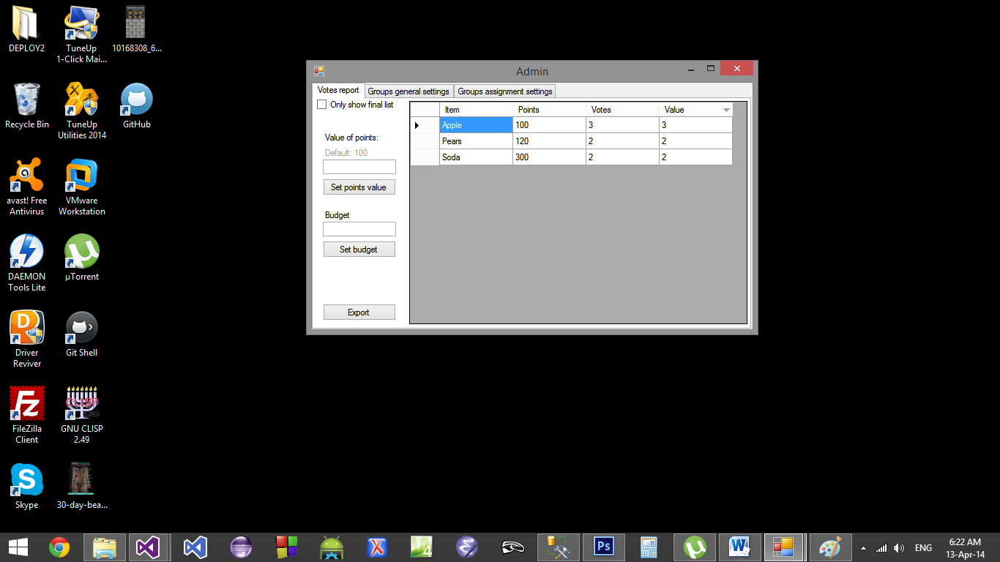 DEPLOY2
TuneUp
1-Click Mai...
10168308_6...
Recycle Bin
TuneUp
Utilities 2014
GitHub
avast! Free
Antivirus
VMware
Workstation
DAEMON
Tools Lite
µTorrent
Driver
Reviver
Git Shell
FileZilla
Client
GNU CLISP
2.49
Skype
30-day-bea...
Admin
Votes report
Groups general settings
Groups assignment settings
Only show final list
Value of points:
Default: 100
Set points value
Budget
Set budget
Export
Item Points Votes Value
Apple 100 3 3
Pears 120 2 2
Soda 300 2 2
CLISP
Ps
ENG
6:22 AM
13-Apr-14